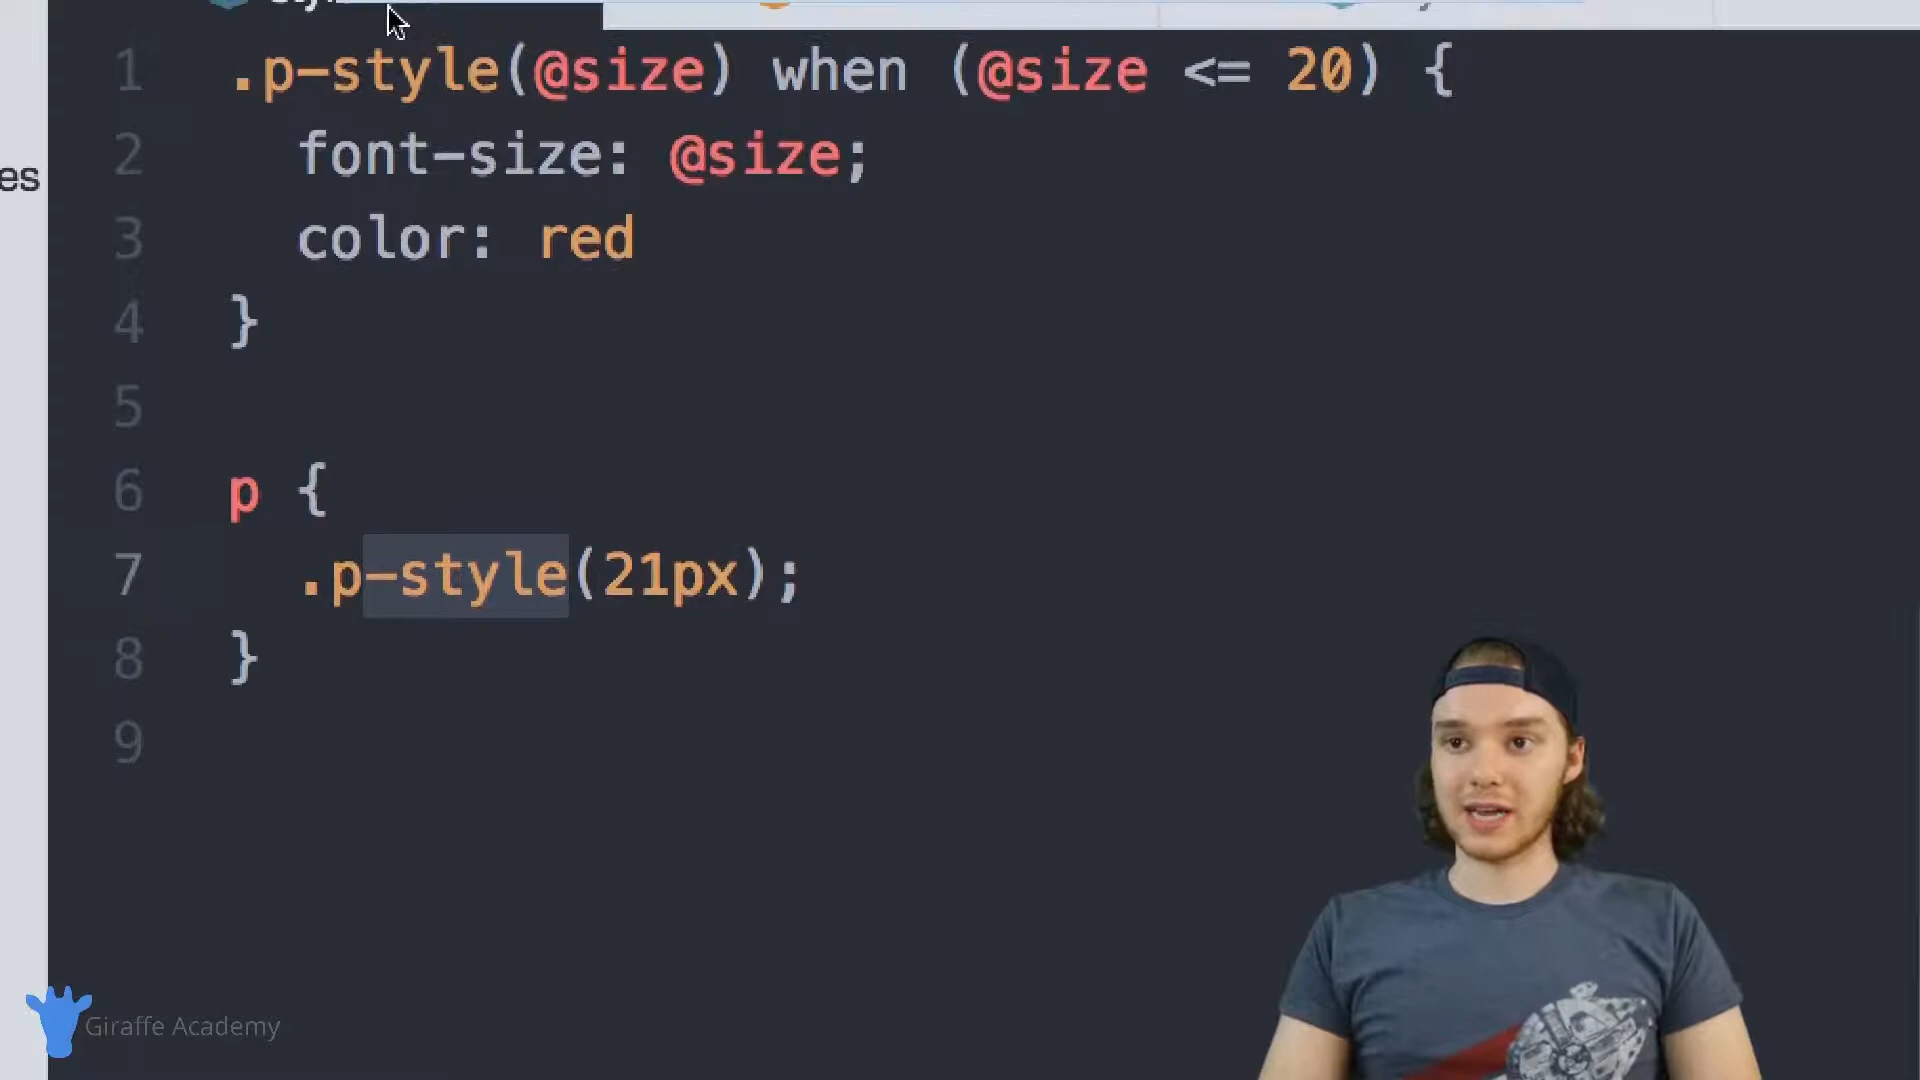 1 .p-style(@size) when (@size <= 20) {
es
2 font-size: @size;
3 color: red
4 }
5
6 p {
7 .p-style(21px);
8 }
9
Giraffe Academy